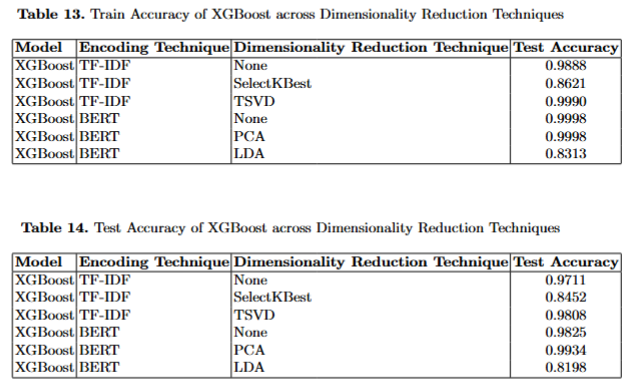 Table 13. Train Accuracy of XGBoost across Dimensionality Reduction Techniques
Model Encoding Technique Dimensionality Reduction Technique Test Accuracy
XGBoost TF-IDF None 0.9888
XGBoost TF-IDF SelectKBest 0.8621
XGBoost TF-IDF TSVD 0.9990
XGBoost BERT None 0.9998
XGBoost BERT PCA 0.9998
XGBoost BERT LDA 0.8313
Table 14. Test Accuracy of XGBoost across Dimensionality Reduction Techniques
Model Encoding Technique Dimensionality Reduction Technique Test Accuracy
XGBoost TF-IDF None 0.9711
XGBoost TF-IDF SelectKBest 0.8452
XGBoost TF-IDF TSVD 0.9808
XGBoost BERT None 0.9825
XGBoost BERT PCA 0.9934
XGBoost BERT LDA 0.8198